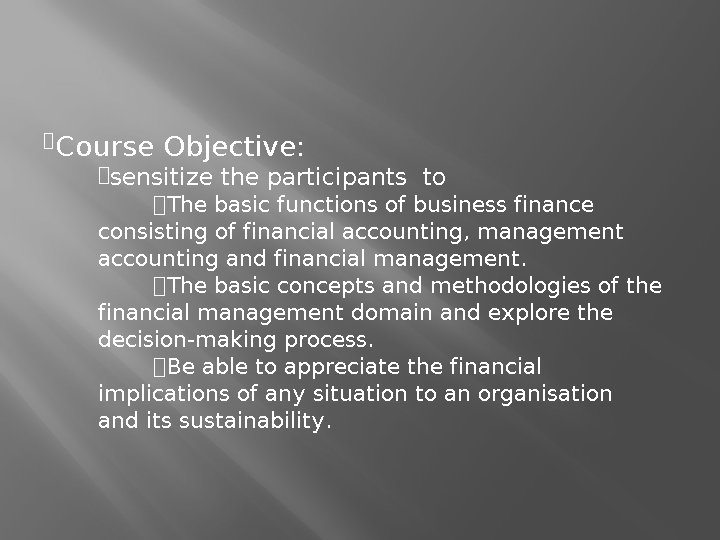 Course Objective:
sensitize the participants  to
The basic functions of business finance
consisting of financial accounting, management
accounting and financial management.
The basic concepts and methodologies of the
financial management domain and explore the
decision-making process.
Be able to appreciate the financial
implications of any situation to an organisation
and its sustainability.